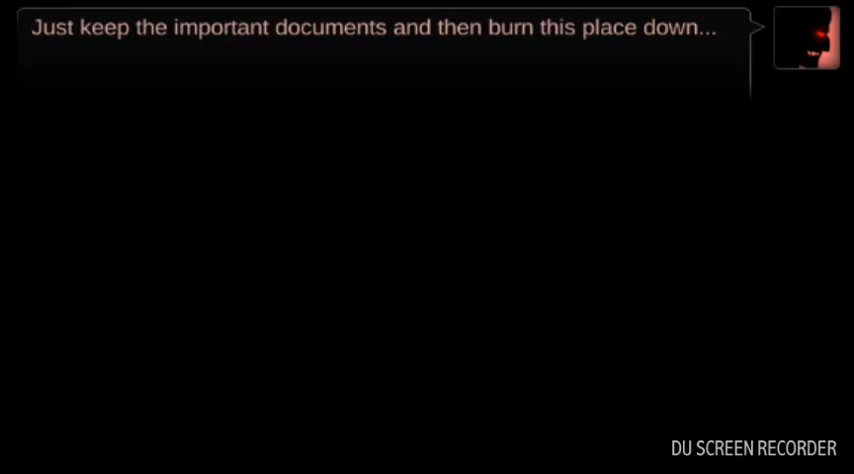 Just keep the important documents and then burn this place down...
DU SCREEN RECORDER